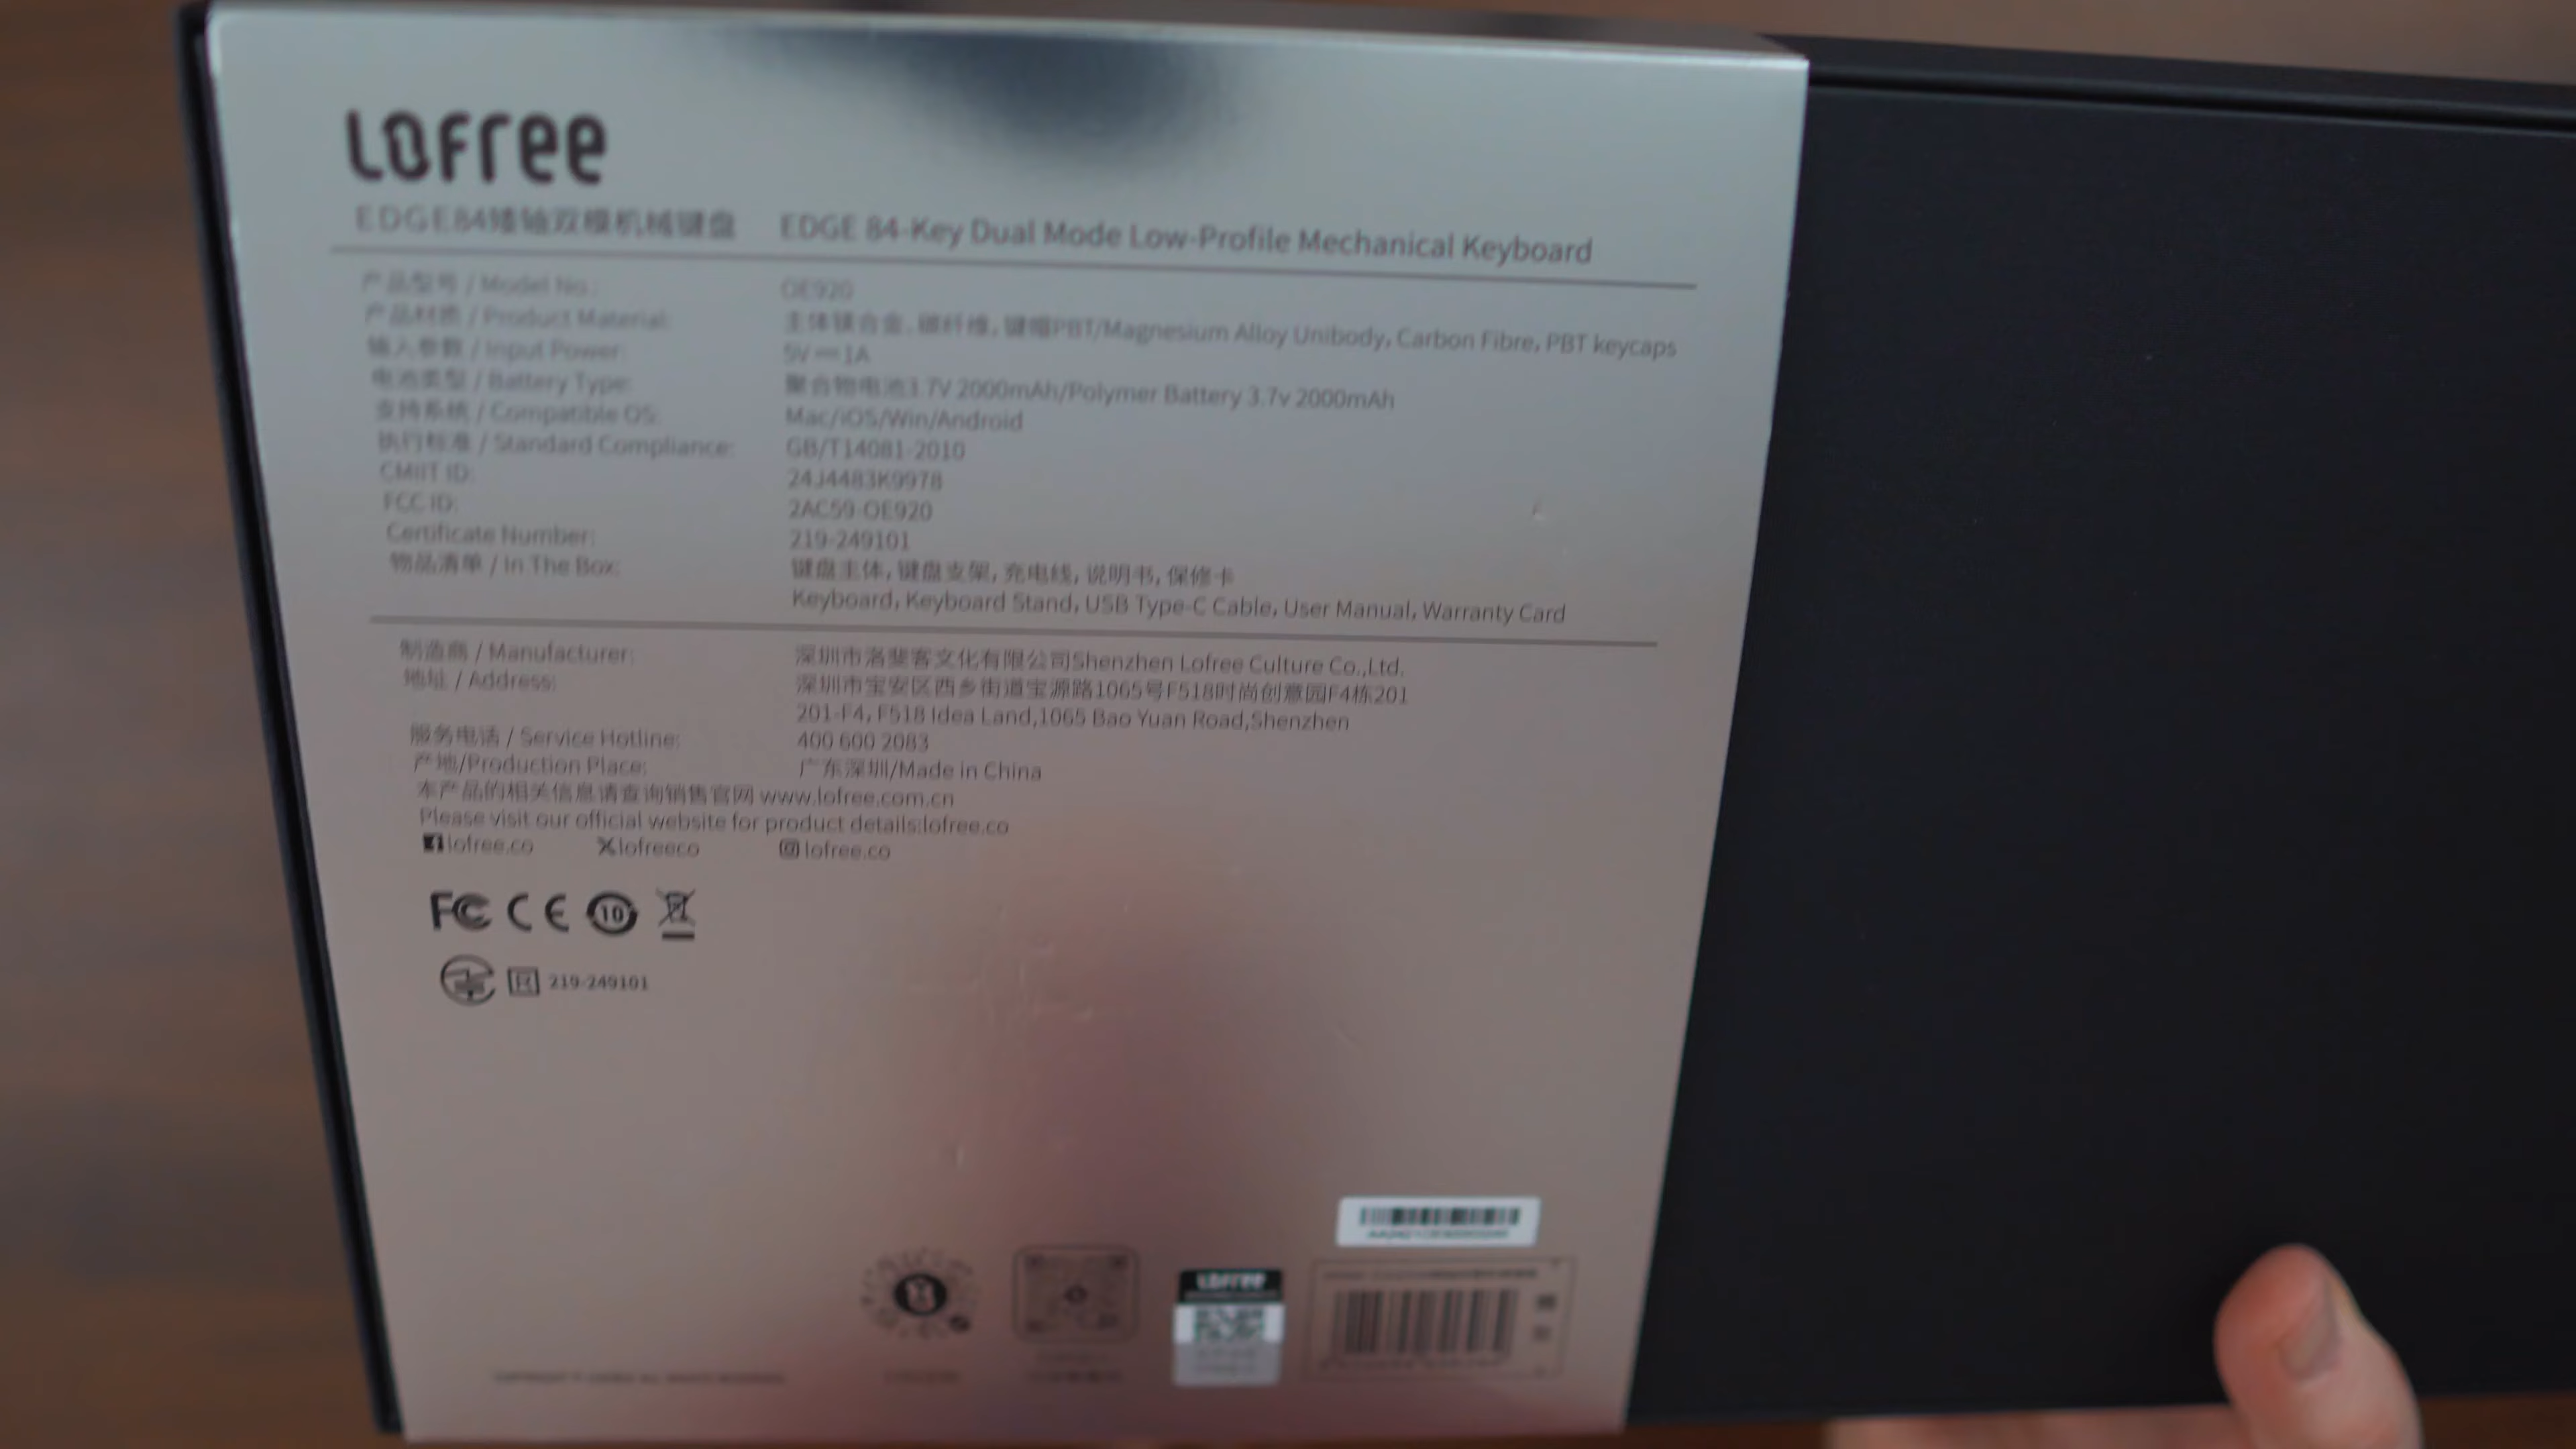 LOFree
EDGE84矮轴双模机械键盘 EDGE 84-Key Dual Mode Low-Profile Mechanical Keyboard
产品型号 / Model No.: OE920
产品材质 / Product Material: 主体镁合金, 碳纤维, 键帽PBT/Magnesium Alloy Unibody, Carbon Fibre, PBT keycaps
输入参数 / Input Power: 5V⎓1A
电池类型 / Battery Type: 聚合物电池3.7V 2000mAh/Polymer Battery 3.7v 2000mAh
支持系统 / Compatible OS: Mac/iOS/Win/Android
执行标准 / Standard Compliance: GB/T14081-2010
CMIIT ID: 24J4483K9978
FCC ID: 2AC59-OE920
Certificate Number: 219-249101
物品清单 / In The Box: 键盘主体, 键盘支架, 充电线, 说明书, 保修卡
Keyboard, Keyboard Stand, USB Type-C Cable, User Manual, Warranty Card
制造商 / Manufacturer: 深圳市洛斐客文化有限公司Shenzhen Lofree Culture Co.,Ltd.
地址 / Address: 深圳市宝安区西乡街道宝源路1065号F518时尚创意园F4栋201
201-F4, F518 Idea Land,1065 Bao Yuan Road,Shenzhen
服务电话 / Service Hotline: 400 600 2083
产地/Production Place: 广东深圳/Made in China
本产品的相关信息请查询销售官网 www.lofree.com.cn
Please visit our official website for product details:lofree.co
lofree.co lofreeco lofree.co
FC CE 10
R 219-249101
LOFree